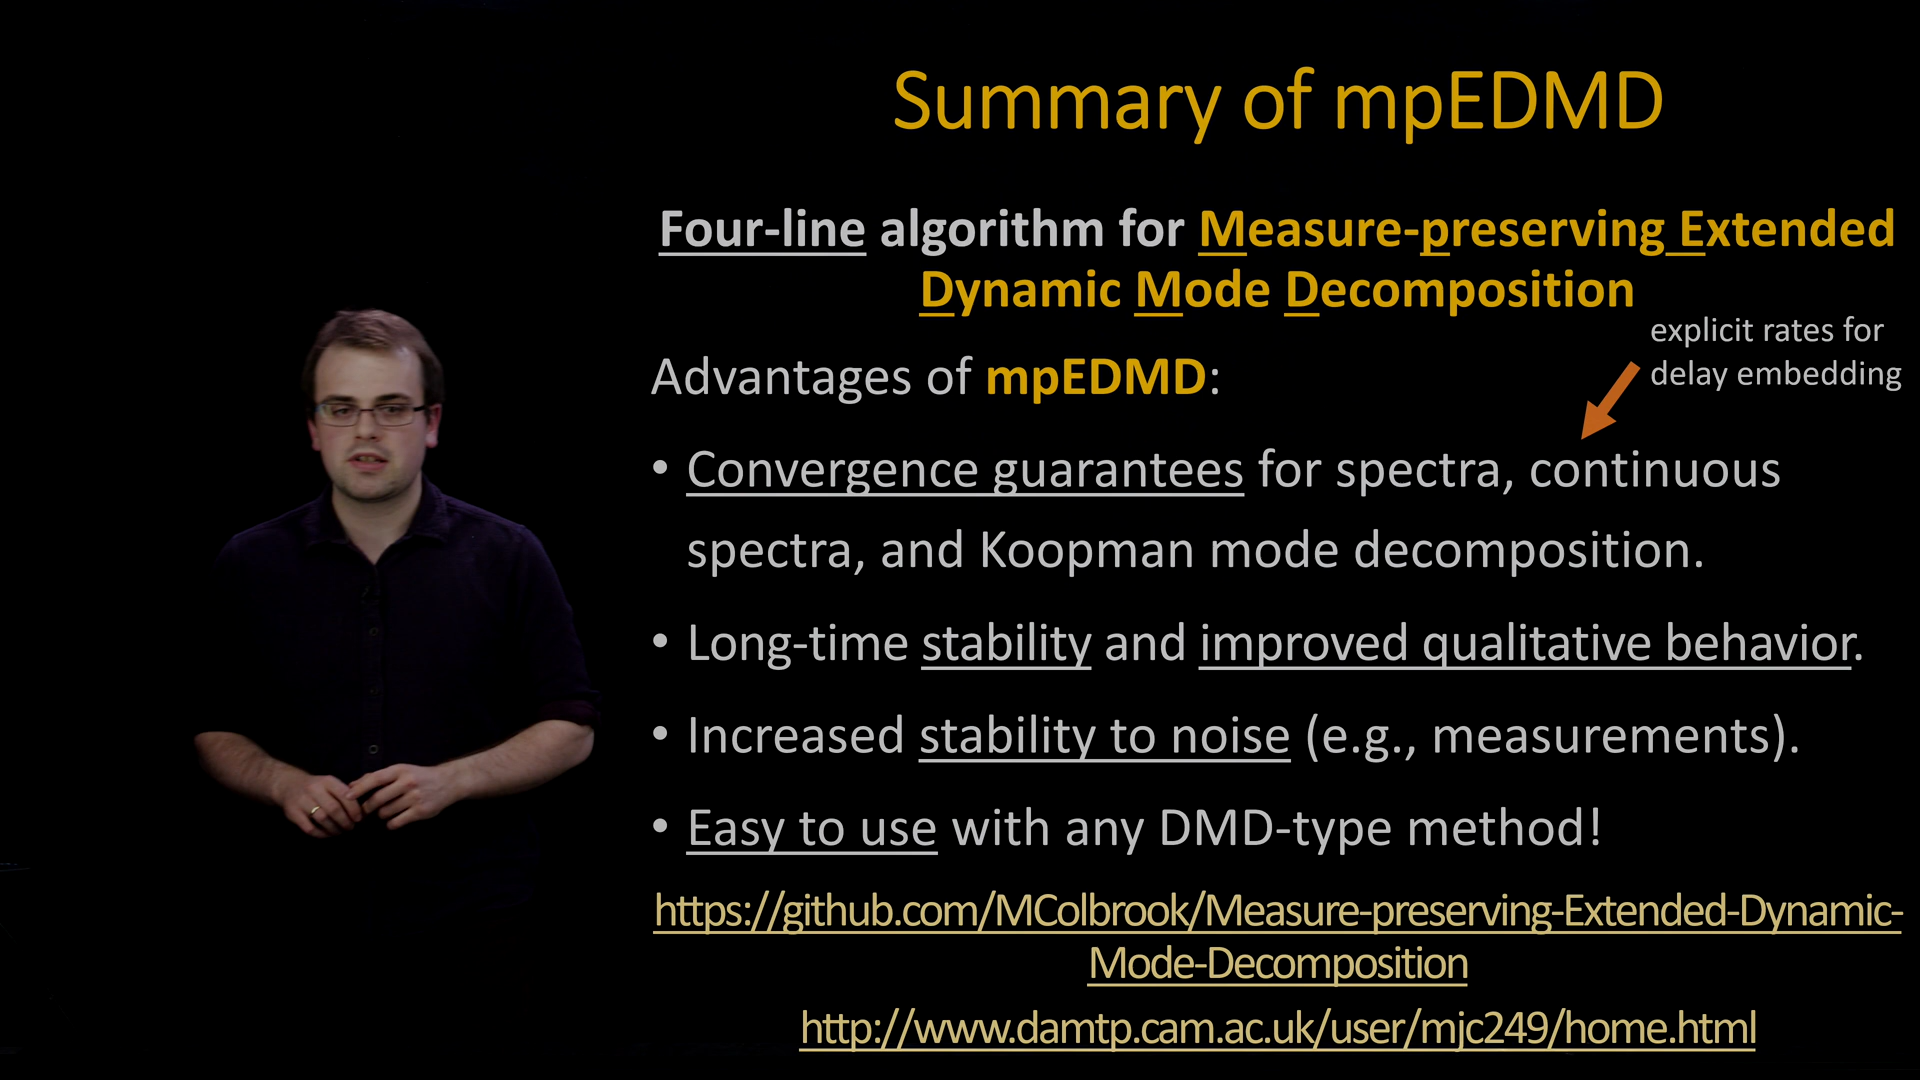 Summary of mpEDMD
Four-line algorithm for Measure-preserving Extended
Dynamic Mode Decomposition
explicit rates for
delay embedding
Advantages of mpEDMD:
• Convergence guarantees for spectra, continuous
spectra, and Koopman mode decomposition.
• Long-time stability and improved qualitative behavior.
• Increased stability to noise (e.g., measurements).
• Easy to use with any DMD-type method!
https://github.com/MColbrook/Measure-preserving-Extended-Dynamic-
Mode-Decomposition
http://www.damtp.cam.ac.uk/user/mjc249/home.html